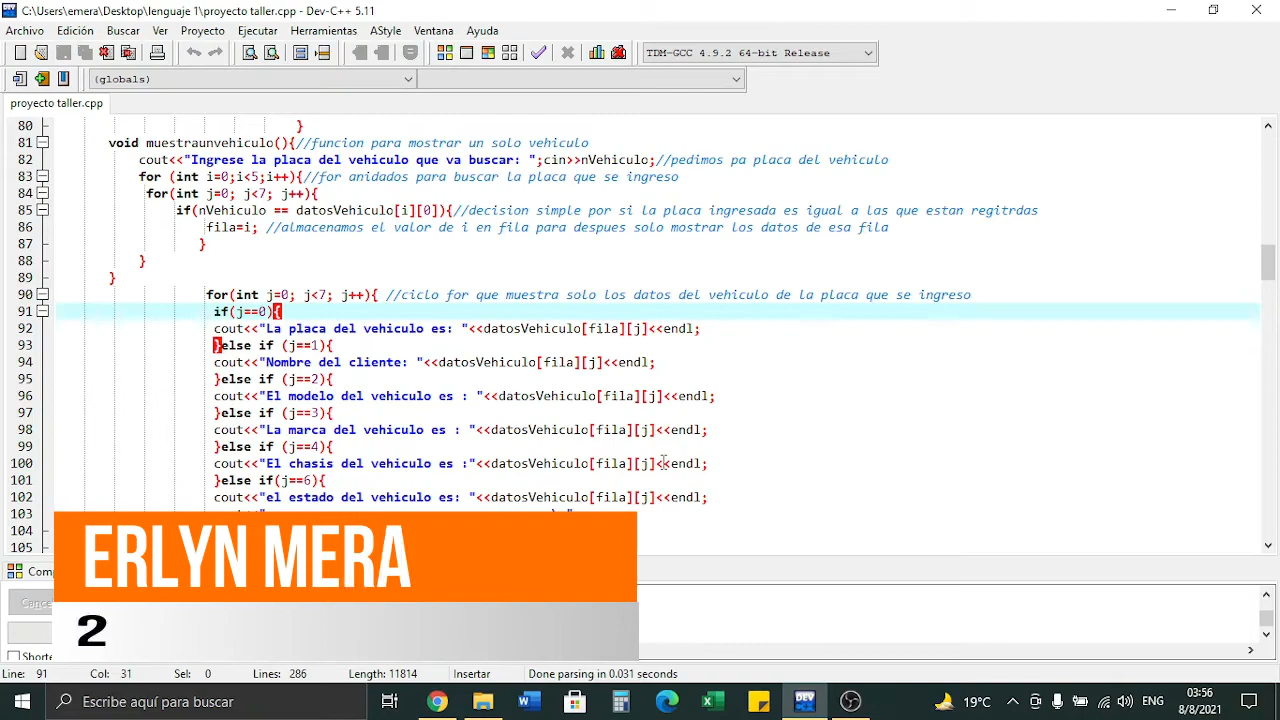 C:\Users\emera\Desktop\lenguaje 1\proyecto taller.cpp - Dev-C++ 5.11
Archivo Edición Buscar Ver Proyecto Ejecutar Herramientas AStyle Ventana Ayuda
TDM-GCC 4.9.2 64-bit Release
(globals)
proyecto taller.cpp
80 }
81 void muestraunvehiculo(){//funcion para mostrar un solo vehiculo
82 cout<<"Ingrese la placa del vehiculo que va buscar: ";cin>>nVehiculo;//pedimos pa placa del vehiculo
83 for (int i=0;i<5;i++){//for anidados para buscar la placa que se ingreso
84 for(int j=0; j<7; j++){
85 if(nVehiculo == datosVehiculo[i][0]){//decision simple por si la placa ingresada es igual a las que estan regitrdas
86 fila=i; //almacenamos el valor de i en fila para despues solo mostrar los datos de esa fila
87 }
88 }
89 }
90 for(int j=0; j<7; j++){ //ciclo for que muestra solo los datos del vehiculo de la placa que se ingreso
91 if(j==0){
92 cout<<"La placa del vehiculo es: "<<datosVehiculo[fila][j]<<endl;
93 }else if (j==1){
94 cout<<"Nombre del cliente: "<<datosVehiculo[fila][j]<<endl;
95 }else if (j==2){
96 cout<<"El modelo del vehiculo es : "<<datosVehiculo[fila][j]<<endl;
97 }else if (j==3){
98 cout<<"La marca del vehiculo es : "<<datosVehiculo[fila][j]<<endl;
99 }else if (j==4){
100 cout<<"El chasis del vehiculo es :"<<datosVehiculo[fila][j]<<endl;
101 }else if(j==6){
102 cout<<"el estado del vehiculo es: "<<datosVehiculo[fila][j]<<endl;
103
104
105
ERLYN MERA
2
Line: 91 Col: 31 Sel: 0 Lines: 286 Length: 11814 Insertar Done parsing in 0.031 seconds
Escribe aquí para buscar
DEV
19°C
ENG
03:56
8/8/2021